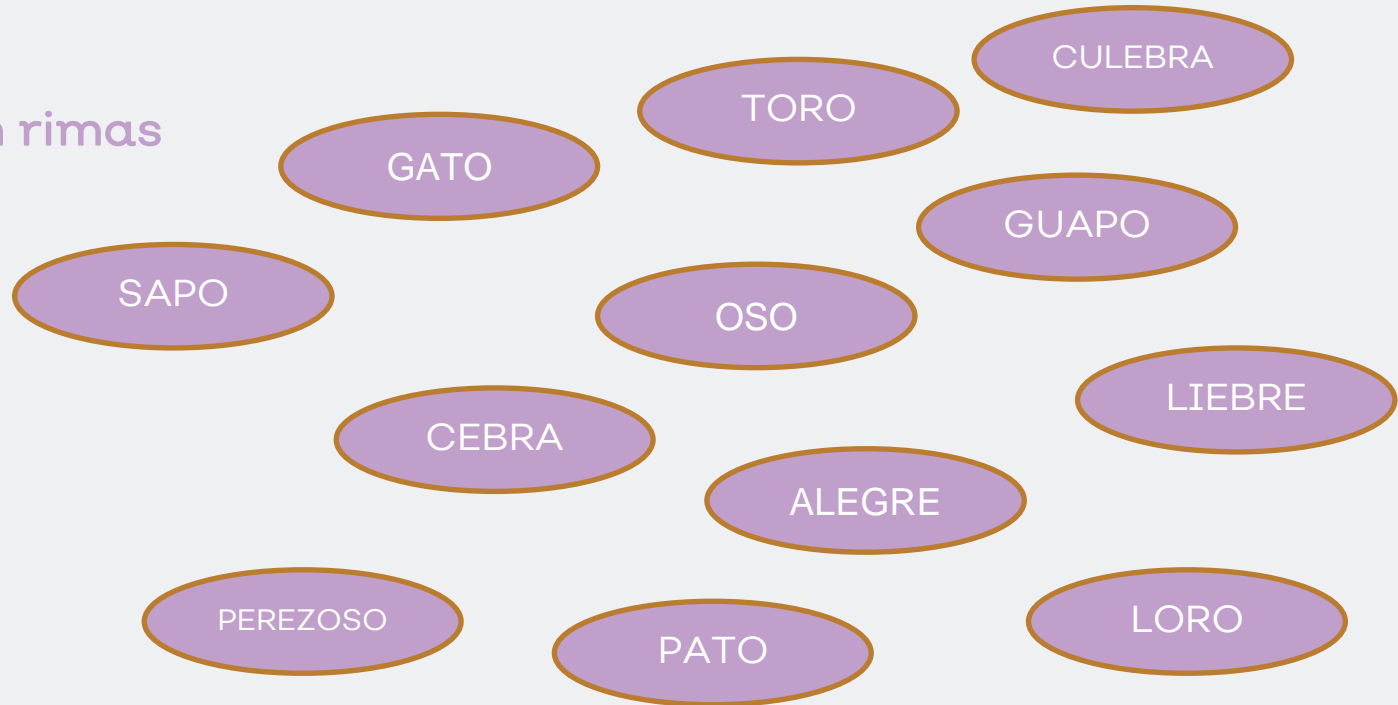 rimas
CULEBRA
TORO
GATO
GUAPO
SAPO
OSO
LIEBRE
CEBRA
ALEGRE
PEREZOSO
PATO
LORO